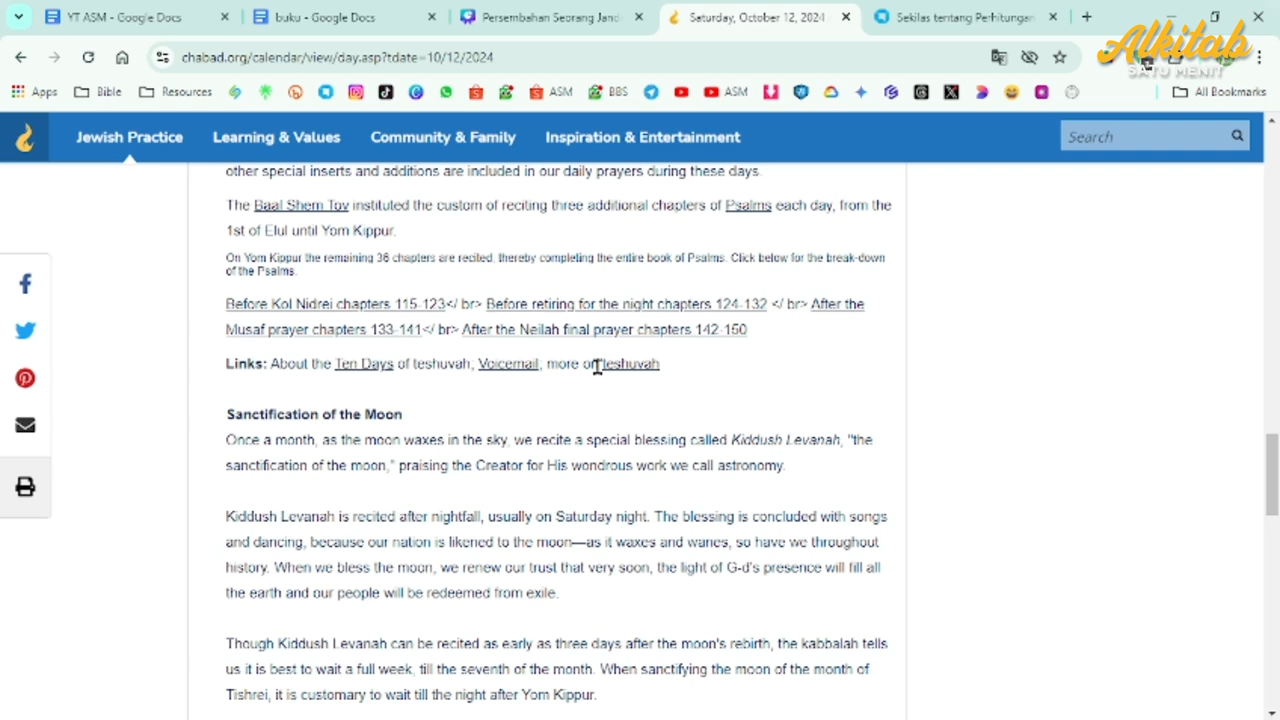 YT ASM - Google Docs
buku - Google Docs
Persembahan Seorang Jand
Saturday, October 12, 2024
Sekilas tentang Perhitungan
chabad.org/calendar/view/day.asp?tdate=10/12/2024
Alkitab
SATU MENIT
Apps
Bible
Resources
ASM
BBS
ASM
All Bookmarks
Jewish Practice
Learning & Values
Community & Family
Inspiration & Entertainment
Search
other special inserts and additions are included in our daily prayers during these days.
The Baal Shem Tov instituted the custom of reciting three additional chapters of Psalms each day, from the
1st of Elul until Yom Kippur.
On Yom Kippur the remaining 36 chapters are recited, thereby completing the entire book of Psalms. Click below for the break-down
of the Psalms.
Before Kol Nidrei chapters 115-123</ br> Before retiring for the night chapters 124-132 </ br> After the
Musaf prayer chapters 133-141</ br> After the Neilah final prayer chapters 142-150
Links: About the Ten Days of teshuvah; Voicemail; more on teshuvah
Sanctification of the Moon
Once a month, as the moon waxes in the sky, we recite a special blessing called Kiddush Levanah, "the
sanctification of the moon," praising the Creator for His wondrous work we call astronomy.
Kiddush Levanah is recited after nightfall, usually on Saturday night. The blessing is concluded with songs
and dancing, because our nation is likened to the moon—as it waxes and wanes, so have we throughout
history. When we bless the moon, we renew our trust that very soon, the light of G-d's presence will fill all
the earth and our people will be redeemed from exile.
Though Kiddush Levanah can be recited as early as three days after the moon's rebirth, the kabbalah tells
us it is best to wait a full week, till the seventh of the month. When sanctifying the moon of the month of
Tishrei, it is customary to wait till the night after Yom Kippur.